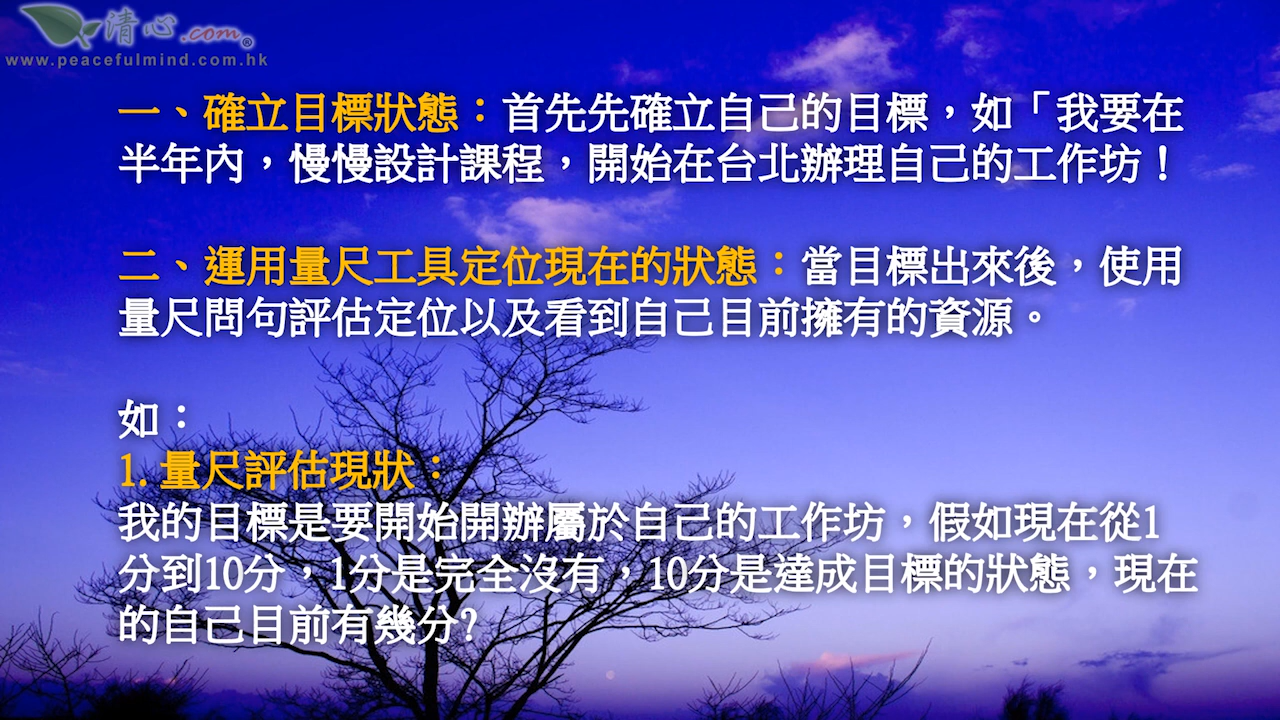 清心.com®
www.peacefulmind.com.hk
一、確立目標狀態：首先先確立自己的目標，如「我要在
半年內，慢慢設計課程，開始在台北辦理自己的工作坊！
二、運用量尺工具定位現在的狀態：當目標出來後，使用
量尺問句評估定位以及看到自己目前擁有的資源。
如：
1. 量尺評估現狀：
我的目標是要開始開辦屬於自己的工作坊，假如現在從1
分到10分，1分是完全沒有，10分是達成目標的狀態，現在
的自己目前有幾分?